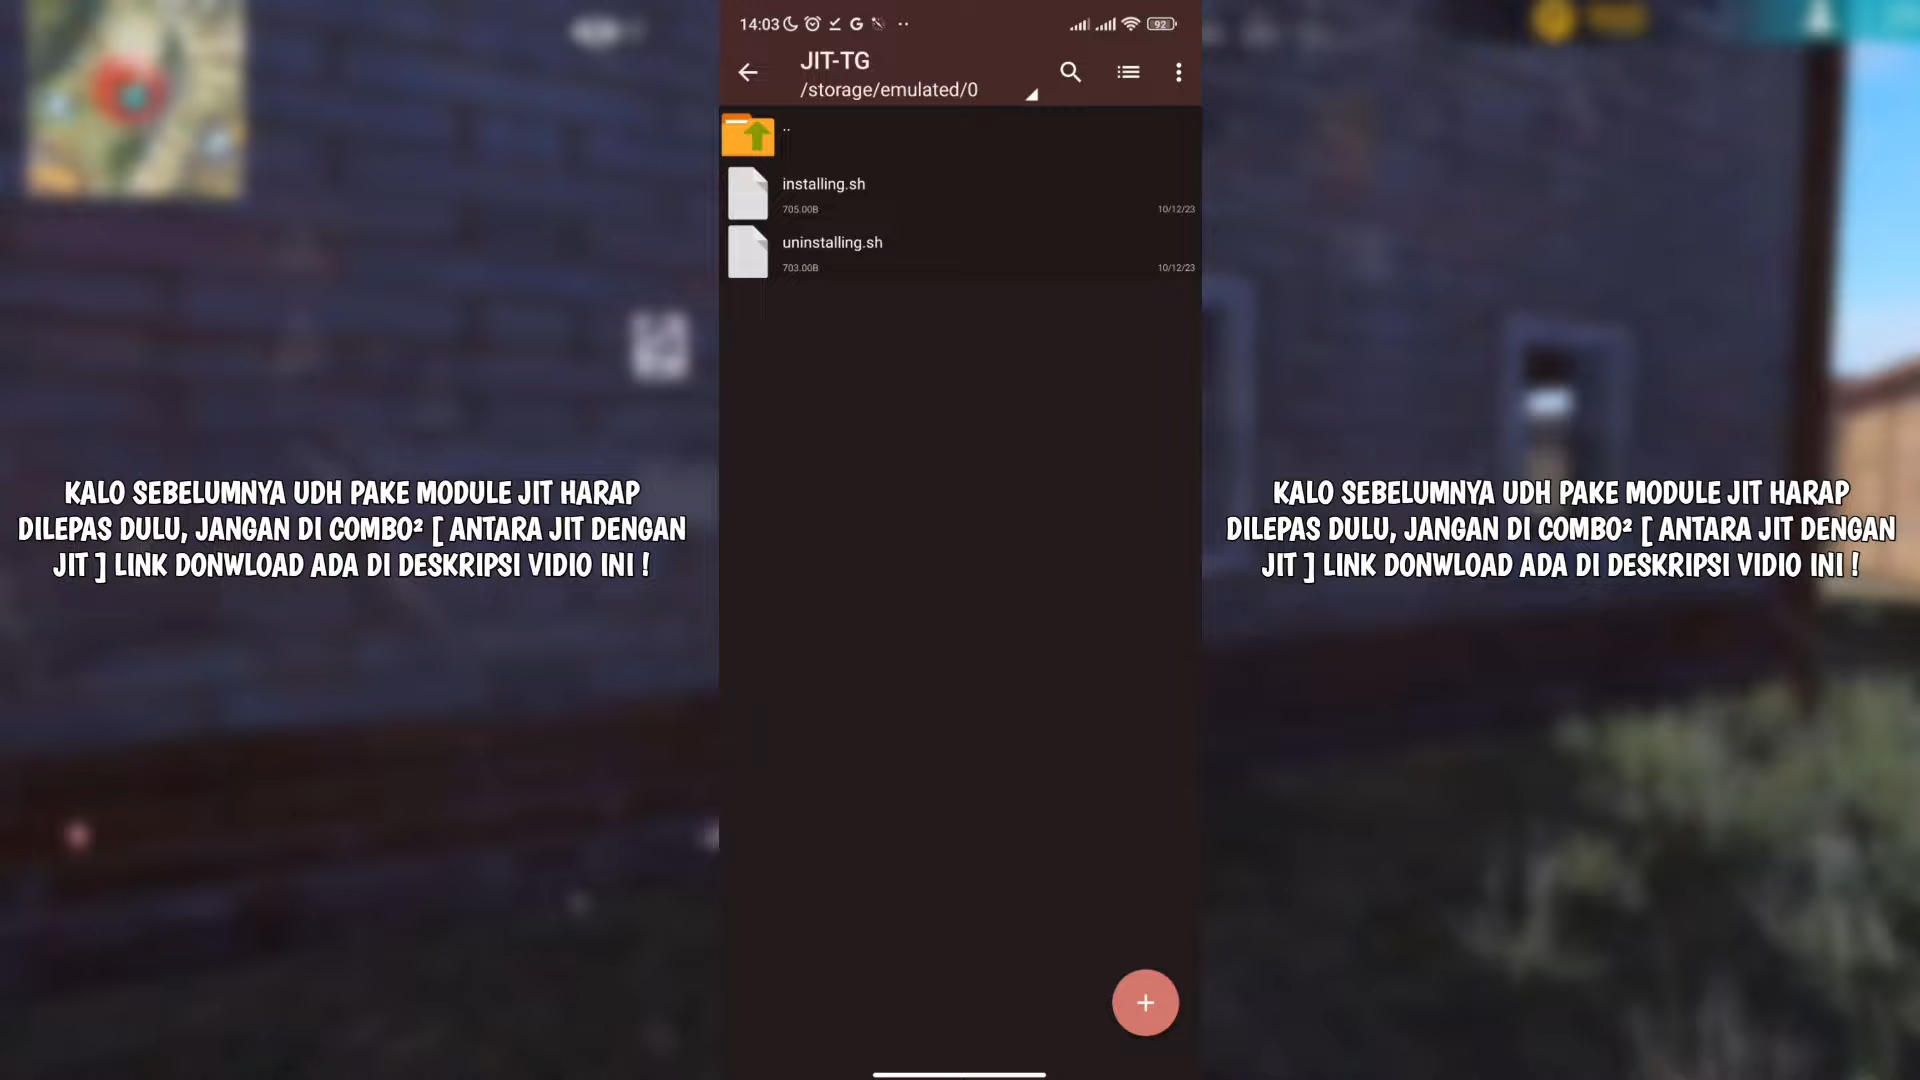 14:03
92
JIT-TG
/storage/emulated/0
..
installing.sh
705.00B
10/12/23
uninstalling.sh
703.00B
10/12/23
KALO SEBELUMNYA UDH PAKE MODULE JIT HARAP
DILEPAS DULU, JANGAN DI COMBO² [ ANTARA JIT DENGAN
JIT ] LINK DONWLOAD ADA DI DESKRIPSI VIDIO INI !
KALO SEBELUMNYA UDH PAKE MODULE JIT HARAP
DILEPAS DULU, JANGAN DI COMBO² [ ANTARA JIT DENGAN
JIT ] LINK DONWLOAD ADA DI DESKRIPSI VIDIO INI !